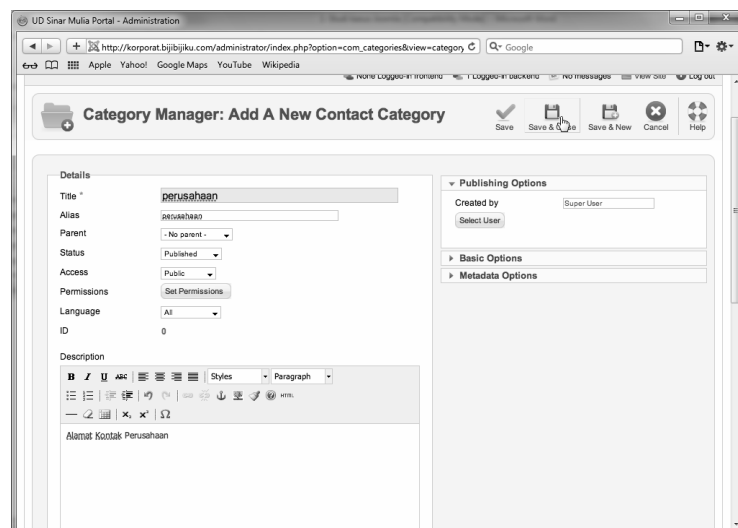 UD Sinar Mulia Portal - Administration
http://korporat.bijibijiku.com/administrator/index.php?option=com_categories&view=category
Google
Apple Yahoo! Google Maps YouTube Wikipedia
None Logged-in frontend 1 Logged-in backend No messages View Site Log out
Category Manager: Add A New Contact Category
Save Save & Close Save & New Cancel Help
Details
Title * perusahaan
Alias perusahaan
Parent - No parent -
Status Published
Access Public
Permissions Set Permissions
Language All
ID 0
Description
B I U ABC Styles Paragraph
HTML
Alamat Kontak Perusahaan
Publishing Options
Created by Super User
Select User
Basic Options
Metadata Options